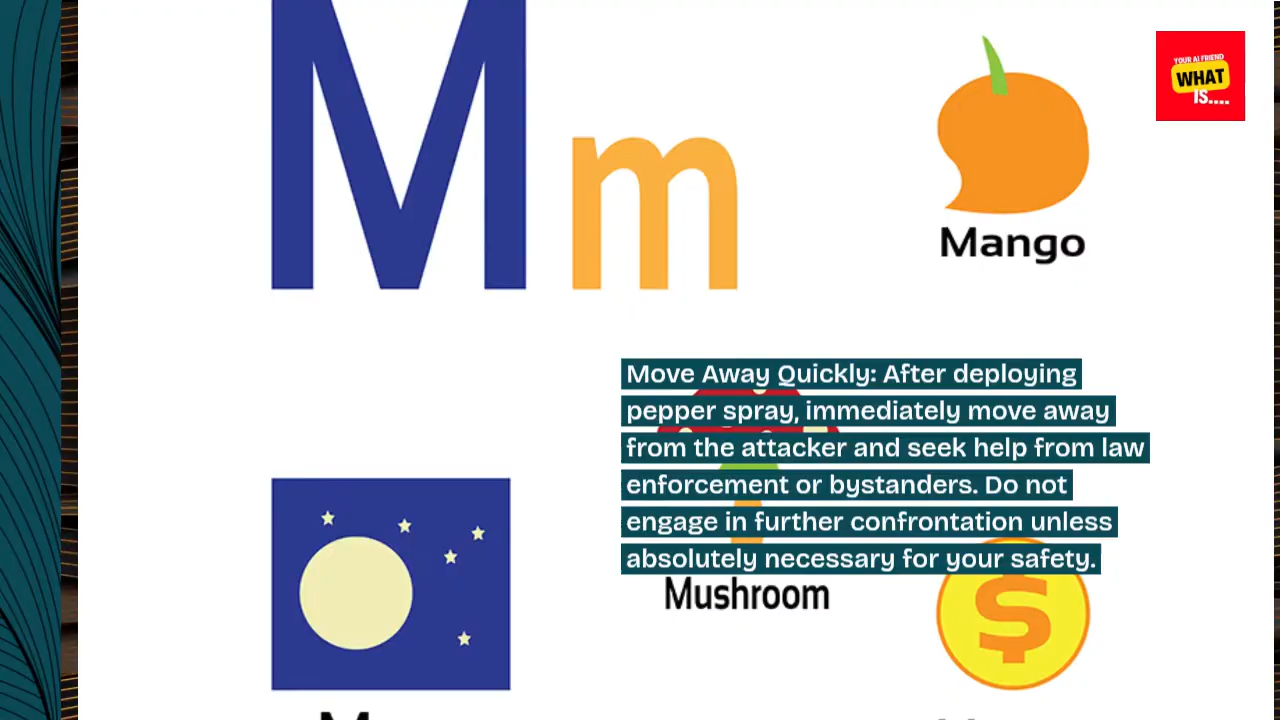 M m
YOUR AI FRIEND
WHAT
IS....
Mango
Move Away Quickly: After deploying
pepper spray, immediately move away
from the attacker and seek help from law
enforcement or bystanders. Do not
engage in further confrontation unless
absolutely necessary for your safety.
Mushroom
$